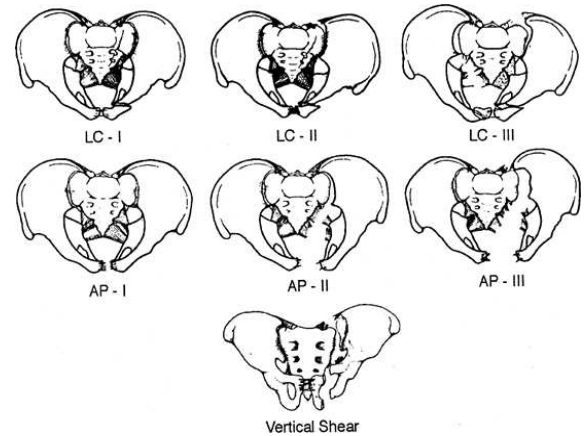 LC - I
LC - II
LC - III
AP - I
AP - II
AP - III
Vertical Shear